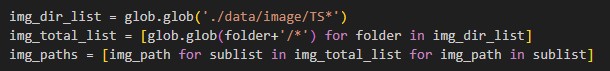 img_dir_list = glob.glob('./data/image/TS*')
img_total_list = [glob.glob(folder+'/*') for folder in img_dir_list]
img_paths = [img_path for sublist in img_total_list for img_path in sublist]